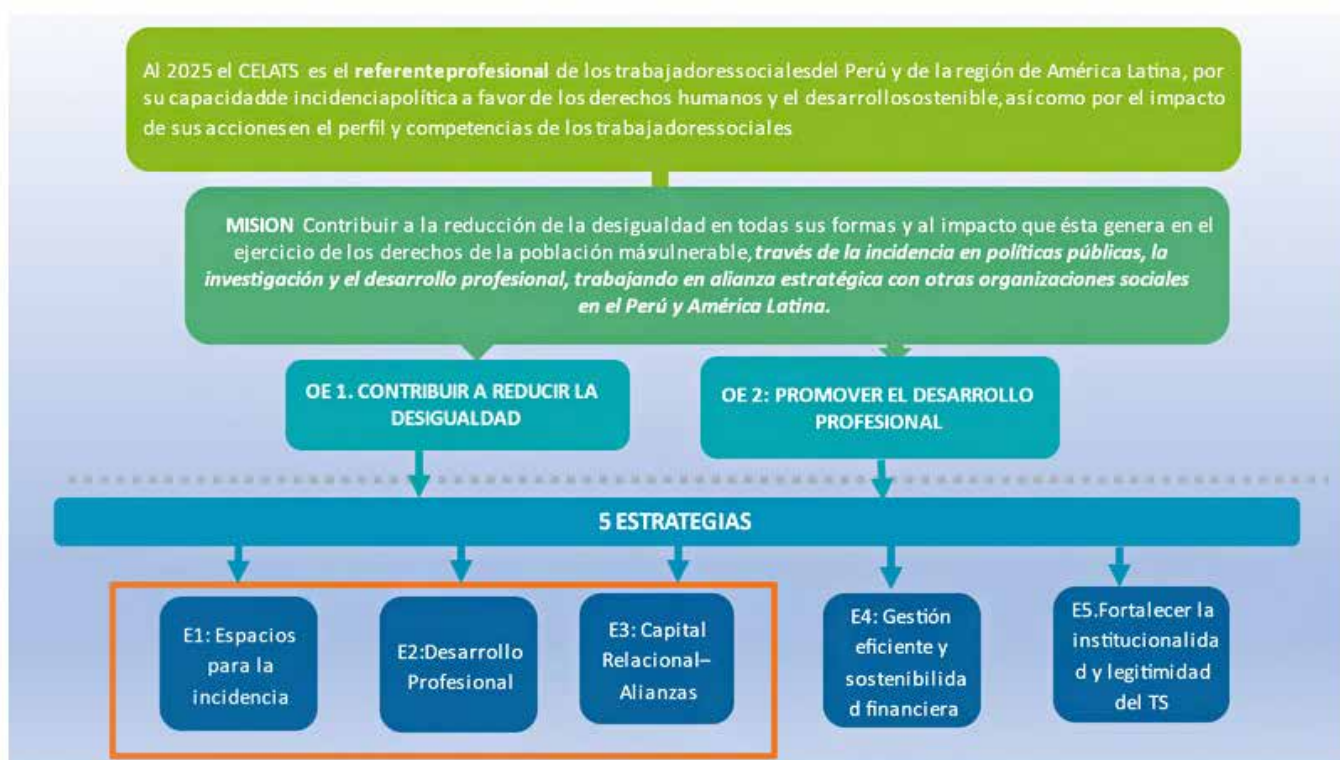 Al 2025 el CELATS es el referenteprofesional de los trabajadoressocialesdel Perú y de la región de América Latina, por
su capacidadde incidenciapolítica a favor de los derechos humanos y el desarrollosostenible, asícomo por el impacto
de sus accionesen el perfil y competencias de los trabajadoressociales
MISION Contribuir a la reducción de la desigualdad en todas sus formas y al impacto que ésta genera en el
ejercicio de los derechos de la población másvulnerable, través de la incidencia en políticas públicas, la
investigación y el desarrollo profesional, trabajando en alianza estratégica con otras organizaciones sociales
en el Perú y América Latina.
OE 1. CONTRIBUIR A REDUCIR LA
DESIGUALDAD
OE 2: PROMOVER EL DESARROLLO
PROFESIONAL
5 ESTRATEGIAS
E1: Espacios
para la
incidencia
E2:Desarrollo
Profesional
E3: Capital
Relacional–
Alianzas
E4: Gestión
eficiente y
sostenibilida
d financiera
E5.Fortalecer la
institucionalida
d y legitimidad
del TS